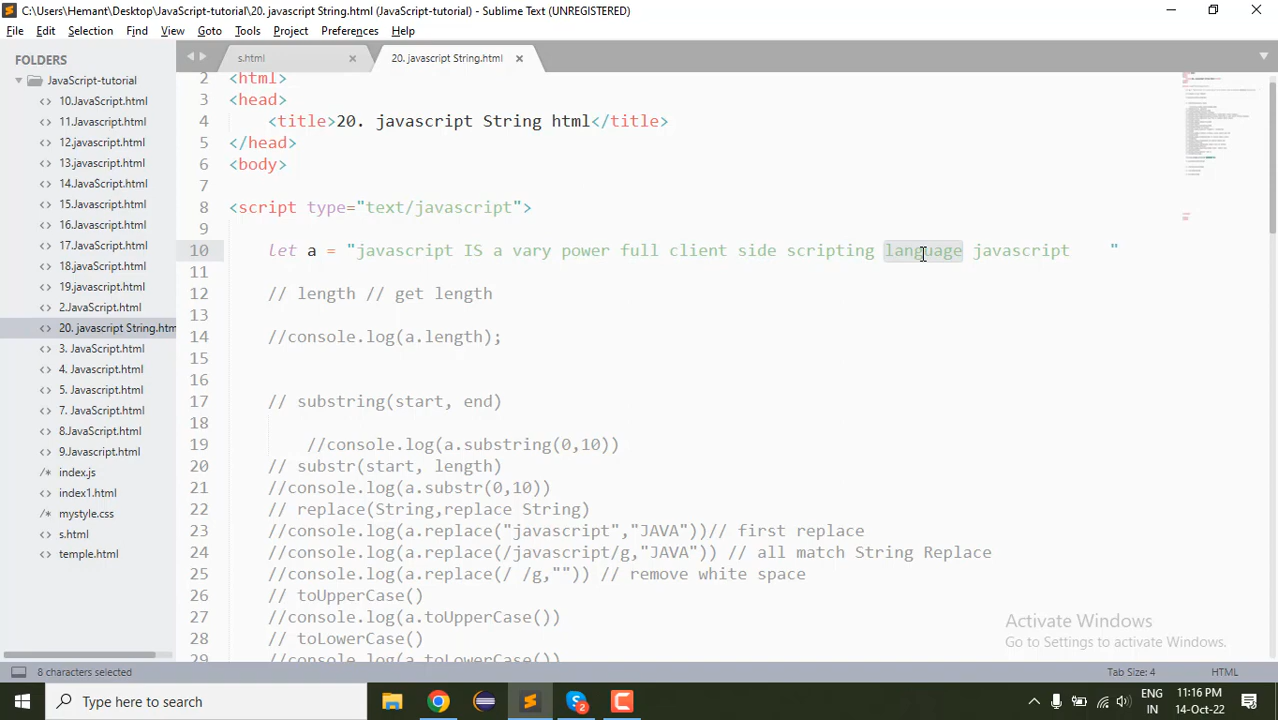 C:\Users\Hemant\Desktop\JavaScript-tutorial\20. javascript String.html (JavaScript-tutorial) - Sublime Text (UNREGISTERED)
File Edit Selection Find View Goto Tools Project Preferences Help
FOLDERS
JavaScript-tutorial
10.JavaScript.html
11.JavaScript.html
12.javascript.html
13.javascript.html
14.JavaScript.html
15.JavaScript.html
16.Javascript.html
17.JavaScript.html
18.javaScript.html
19.javascript.html
2.JavaScript.html
20. javascript String.htm
3. JavaScript.html
4. Javascript.html
5. Javascript.html
7. JavaScript.html
8.JavaScript.html
9.Jreascript.html
index.js
index1.html
mystyle.css
s.html
temple.html
s.html
20. javascript String.html
2 <html>
3 <head>
4 <title>20. javascript String html</title>
5 </head>
6 <body>
7
8 <script type="text/javascript">
9
10 let a = "javascript IS a vary power full client side scripting language javascript    "
11
12 // length // get length
13
14 //console.log(a.length);
15
16
17 // substring(start, end)
18
19 //console.log(a.substring(0,10))
20 // substr(start, length)
21 //console.log(a.substr(0,10))
22 // replace(String,replace String)
23 //console.log(a.replace("javascript","JAVA"))// first replace
24 //console.log(a.replace(/javascript/g,"JAVA")) // all match String Replace
25 //console.log(a.replace(/ /g,"")) // remove white space
26 // toUpperCase()
27 //console.log(a.toUpperCase())
28 // toLowerCase()
29 //console.log(a.toLowerCase())
Activate Windows
Go to Settings to activate Windows.
8 characters selected
Tab Size: 4
HTML
Type here to search
ENG
IN
11:16 PM
14-Oct-22